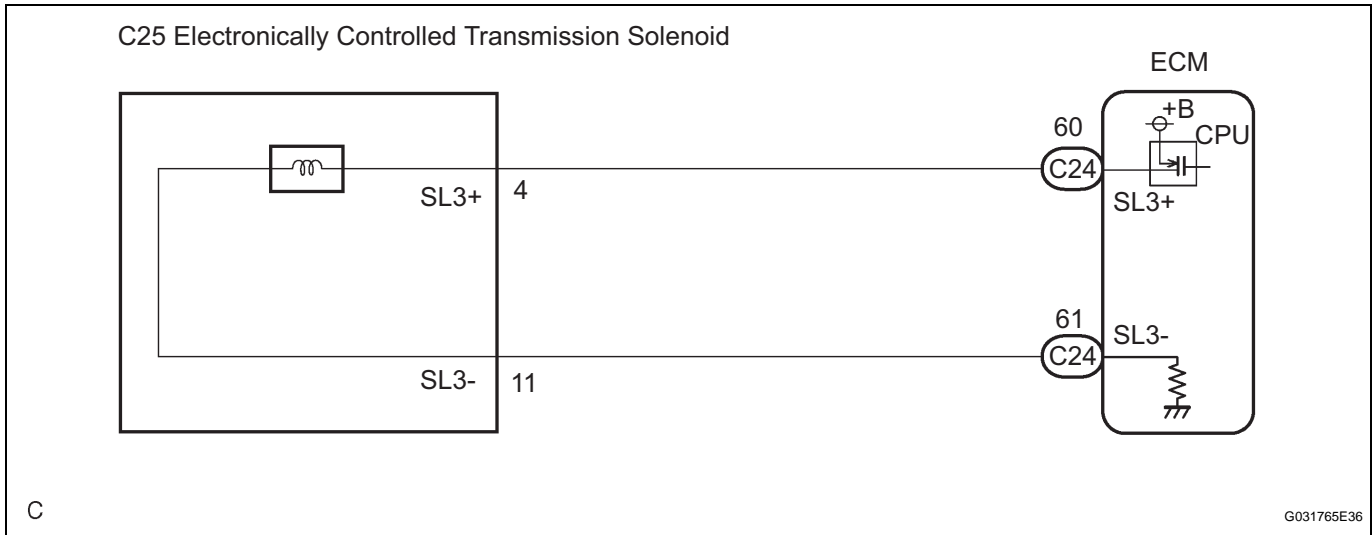 C25 Electronically Controlled Transmission Solenoid
ECM
+B
CPU
60
C24
SL3+
4
SL3+
61
C24
SL3-
SL3-
11
C
G031765E36